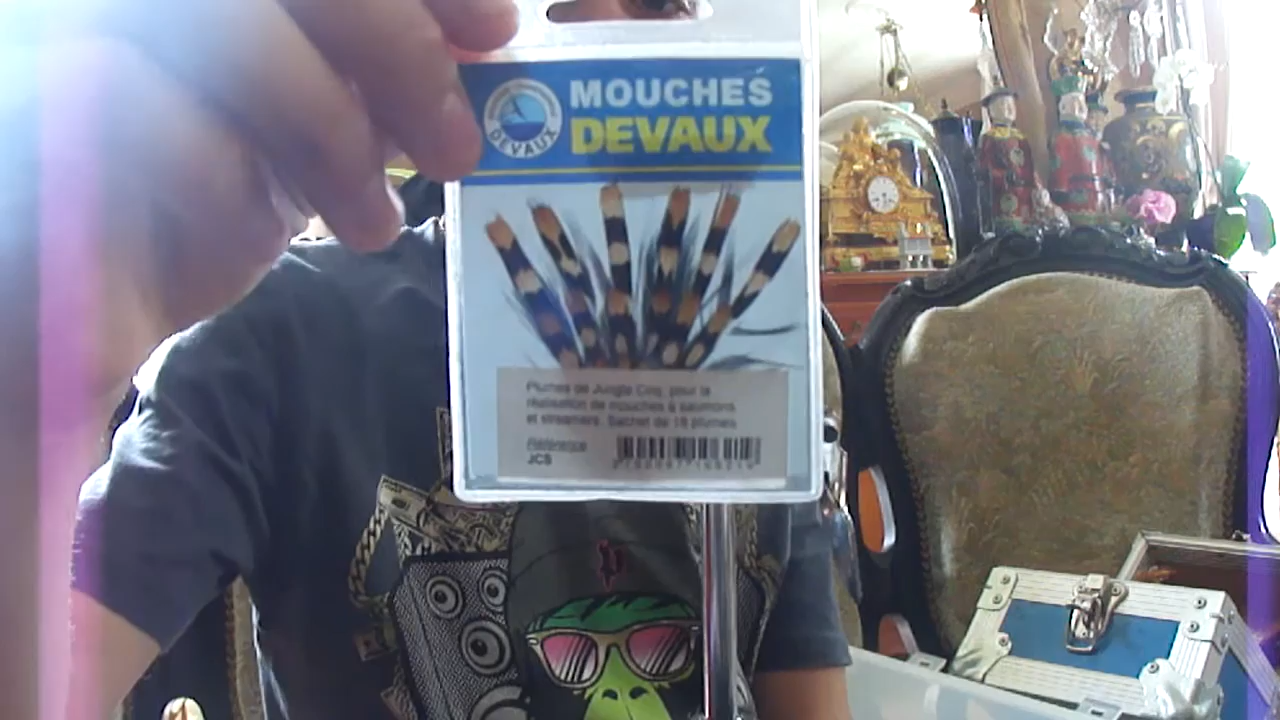 MOUCHES
DEVAUX
DEVAUX
Plumes de Jungle Coq, pour la
réalisation de mouches à saumons
et streamers. Sachet de 18 plumes
Référence
JCS
P